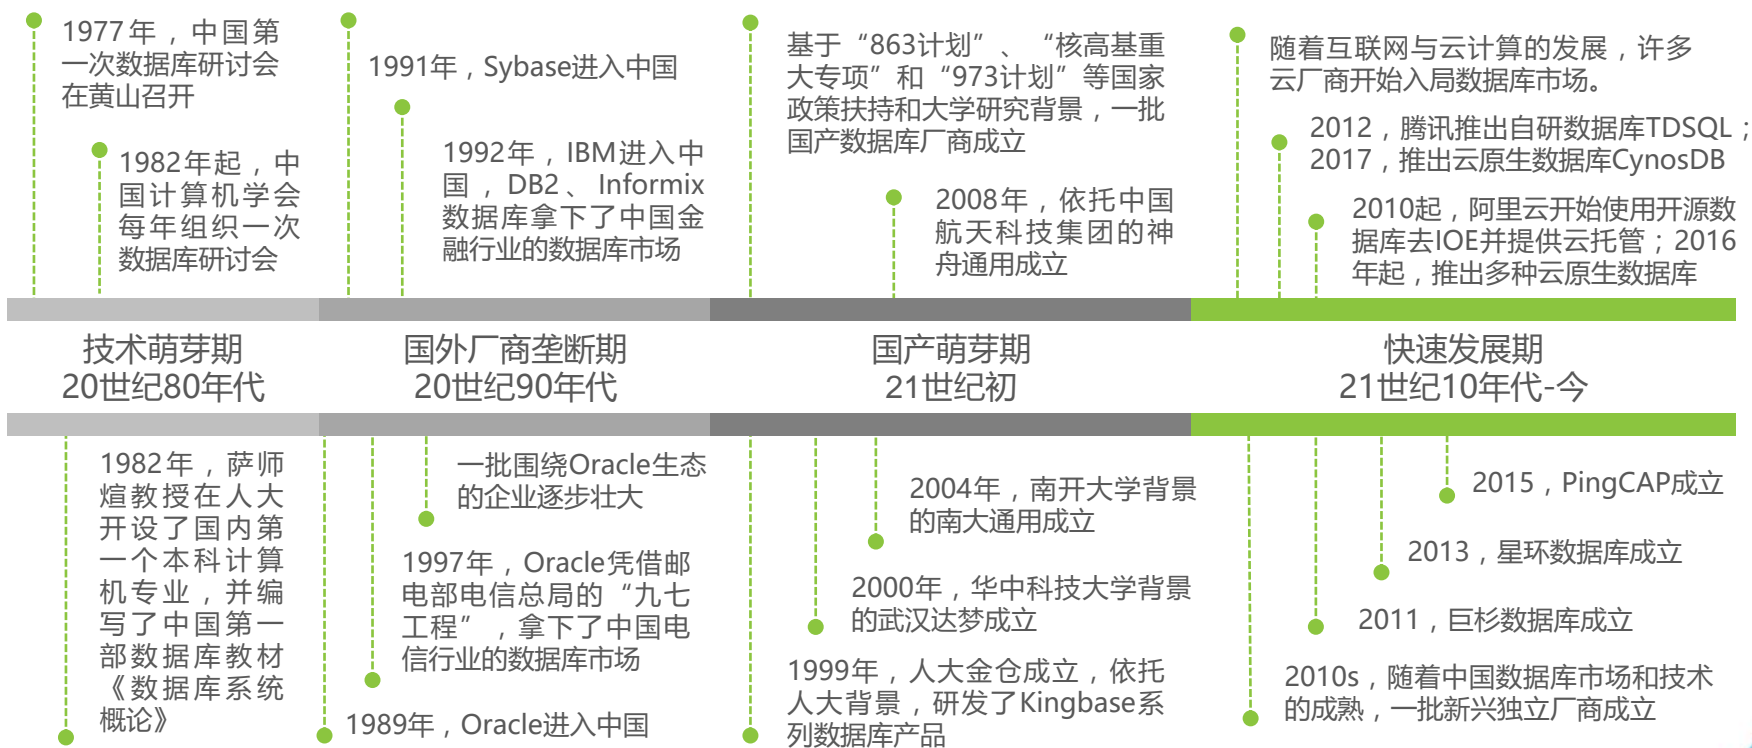 1977年，中国第
一次数据库研讨会
在黄山召开
1982年起，中
国计算机学会
每年组织一次
数据库研讨会
1991年，Sybase进入中国
1992年，IBM进入中
国，DB2、Informix
数据库拿下了中国金
融行业的数据库市场
基于“863计划”、“核高基重
大专项”和“973计划”等国家
政策扶持和大学研究背景，一批
国产数据库厂商成立
2008年，依托中国
航天科技集团的神
舟通用成立
随着互联网与云计算的发展，许多
云厂商开始入局数据库市场。
2012，腾讯推出自研数据库TDSQL；
2017，推出云原生数据库CynosDB
2010起，阿里云开始使用开源数
据库去IOE并提供云托管；2016
年起，推出多种云原生数据库
技术萌芽期
20世纪80年代
国外厂商垄断期
20世纪90年代
国产萌芽期
21世纪初
快速发展期
21世纪10年代-今
1982年，萨师
煊教授在人大
开设了国内第
一个本科计算
机专业，并编
写了中国第一
部数据库教材
《数据库系统
概论》
一批围绕Oracle生态
的企业逐步壮大
1997年，Oracle凭借邮
电部电信总局的“九七
工程”，拿下了中国电
信行业的数据库市场
1989年，Oracle进入中国
2004年，南开大学背景
的南大通用成立
2000年，华中科技大学背景
的武汉达梦成立
1999年，人大金仓成立，依托
人大背景，研发了Kingbase系
列数据库产品
2015，PingCAP成立
2013，星环数据库成立
2011，巨杉数据库成立
2010s，随着中国数据库市场和技术
的成熟，一批新兴独立厂商成立